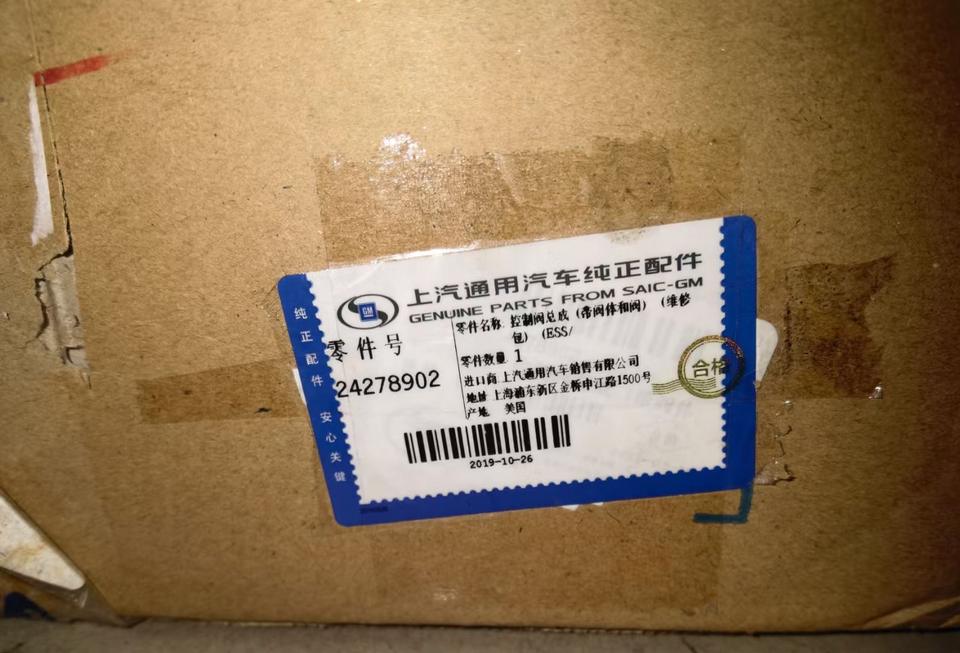 上汽通用汽车纯正配件
GENUINE PARTS FROM SAIC-GM
GM
零件号
24278902
零件名称 控制阀总成 (带阀体和阀) (维修
包) (ESS/
零件数量 1
进口商 上汽通用汽车销售有限公司
地址 上海浦东新区金桥申江路1500号
产地 美国
2019-10-26
合格
纯正配件 安心关键